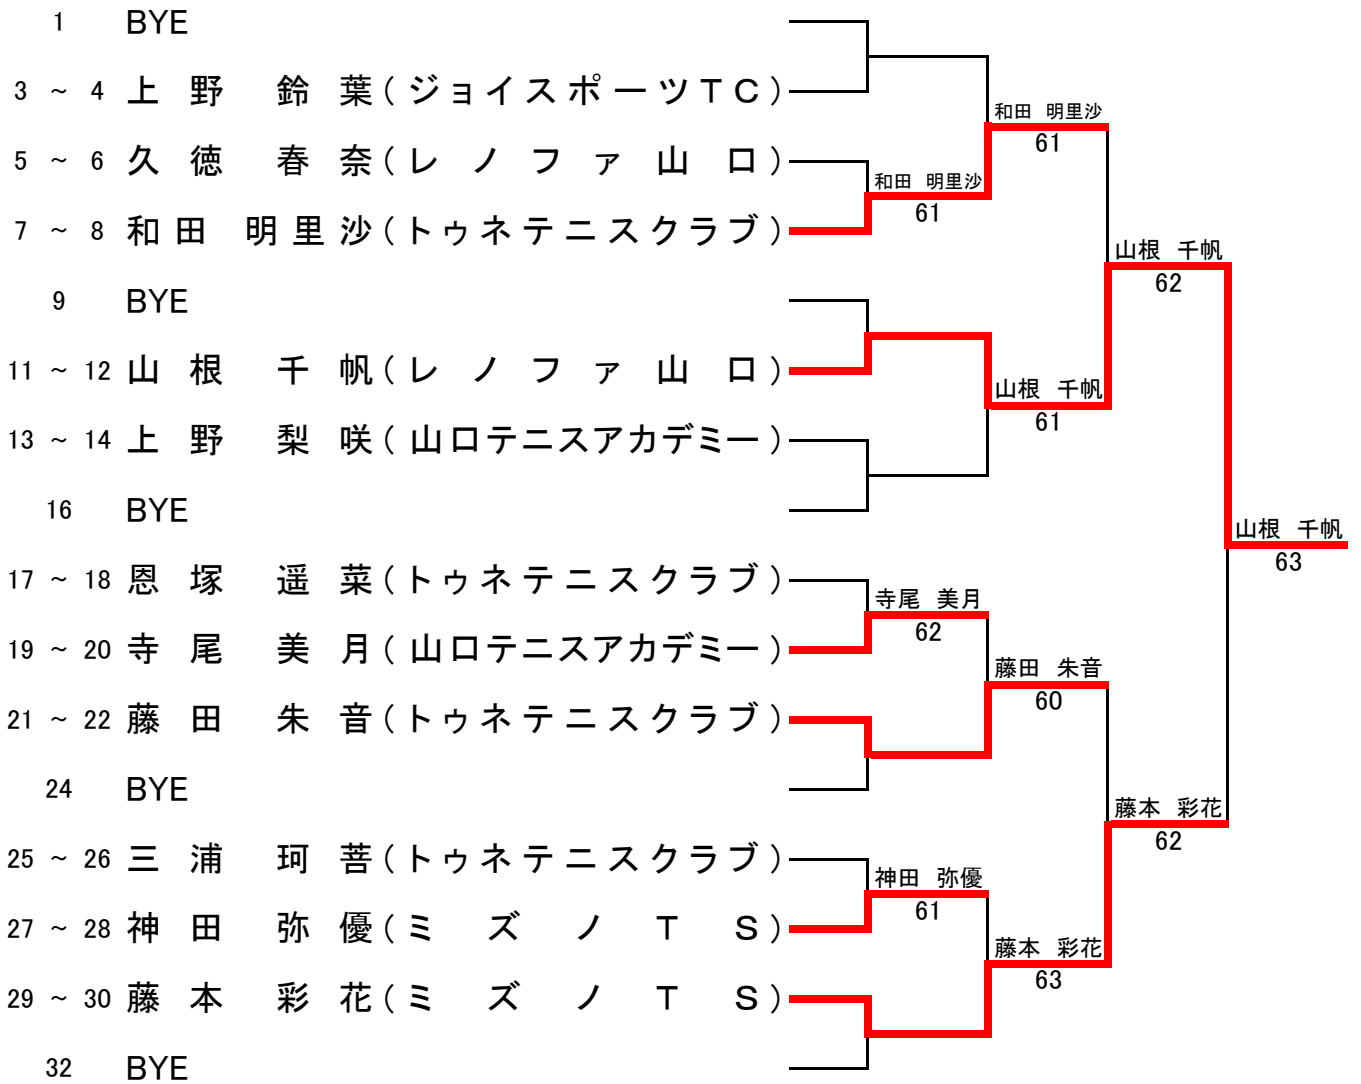 1 BYE
3 ~ 4 上野 鈴葉(ジョイスポーツTC)
和田 明里沙
61
5 ~ 6 久徳 春奈(レノファ山口)
和田 明里沙
61
7 ~ 8 和田 明里沙(トゥネテニスクラブ)
山根 千帆
62
9 BYE
11 ~ 12 山根 千帆(レノファ山口)
山根 千帆
61
13 ~ 14 上野 梨咲(山口テニスアカデミー)
16 BYE
山根 千帆
63
17 ~ 18 恩塚 遥菜(トゥネテニスクラブ)
寺尾 美月
62
19 ~ 20 寺尾 美月(山口テニスアカデミー)
藤田 朱音
60
21 ~ 22 藤田 朱音(トゥネテニスクラブ)
24 BYE
藤本 彩花
62
25 ~ 26 三浦 珂菩(トゥネテニスクラブ)
神田 弥優
61
27 ~ 28 神田 弥優(ミズノTS)
藤本 彩花
63
29 ~ 30 藤本 彩花(ミズノTS)
32 BYE